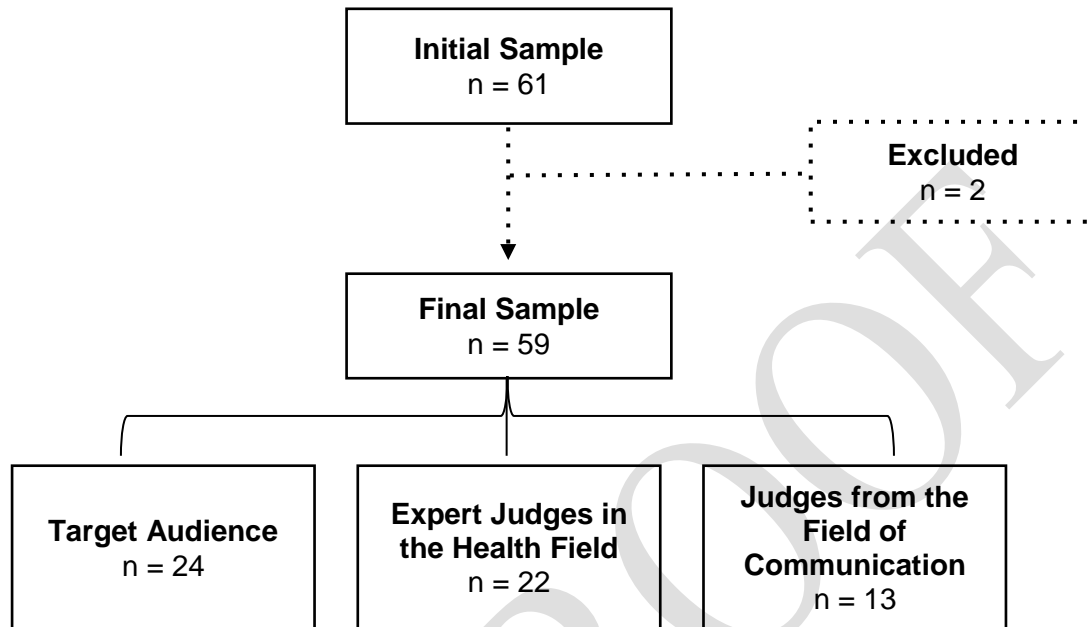 Initial Sample
n = 61
Excluded
n = 2
Final Sample
n = 59
Target Audience
n = 24
Expert Judges in
the Health Field
n = 22
Judges from the
Field of
Communication
n = 13